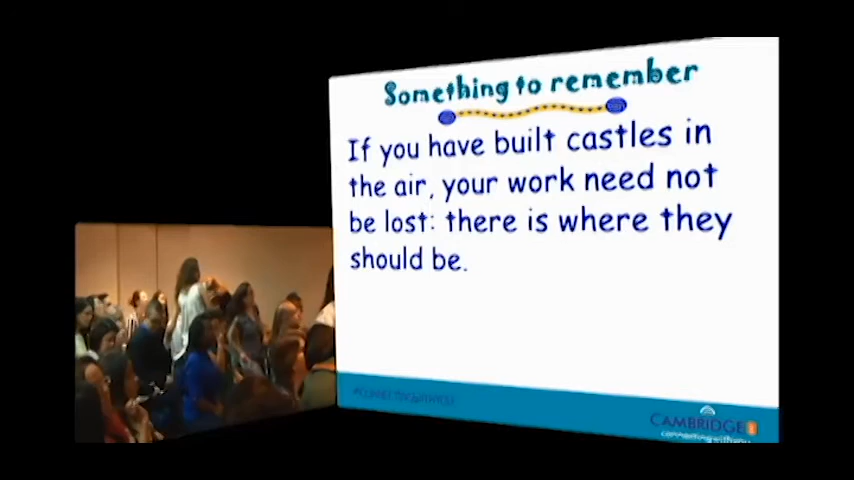 Something to remember
If you have built castles in
the air, your work need not
be lost: there is where they
should be.
CAMBRIDGE